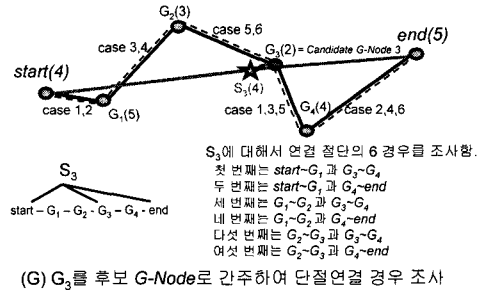 G₂(3)
case 5,6
end(5)
case 3,4
G₃(2) = Candidate G-Node 3
start(4)
S₃(4)
case 1,2
G₁(5)
case 1,3,5
G₄(4)
case 2,4,6
S₃에 대해서 연결 절단의 6 경우를 조사함.
첫 번째는 start~G₁ 과 G₃~G₄
두 번째는 start~G₁ 과 G₄~end
세 번째는 G₁~G₂ 과 G₃~G₄
네 번째는 G₁~G₂ 과 G₄~end
다섯 번째는 G₂~G₃ 과 G₃~G₄
여섯 번째는 G₂~G₃ 과 G₄~end
S₃
start – G₁ – G₂ - G₃ - G₄ - end
(G) G₃를 후보 G-Node로 간주하여 단절연결 경우 조사